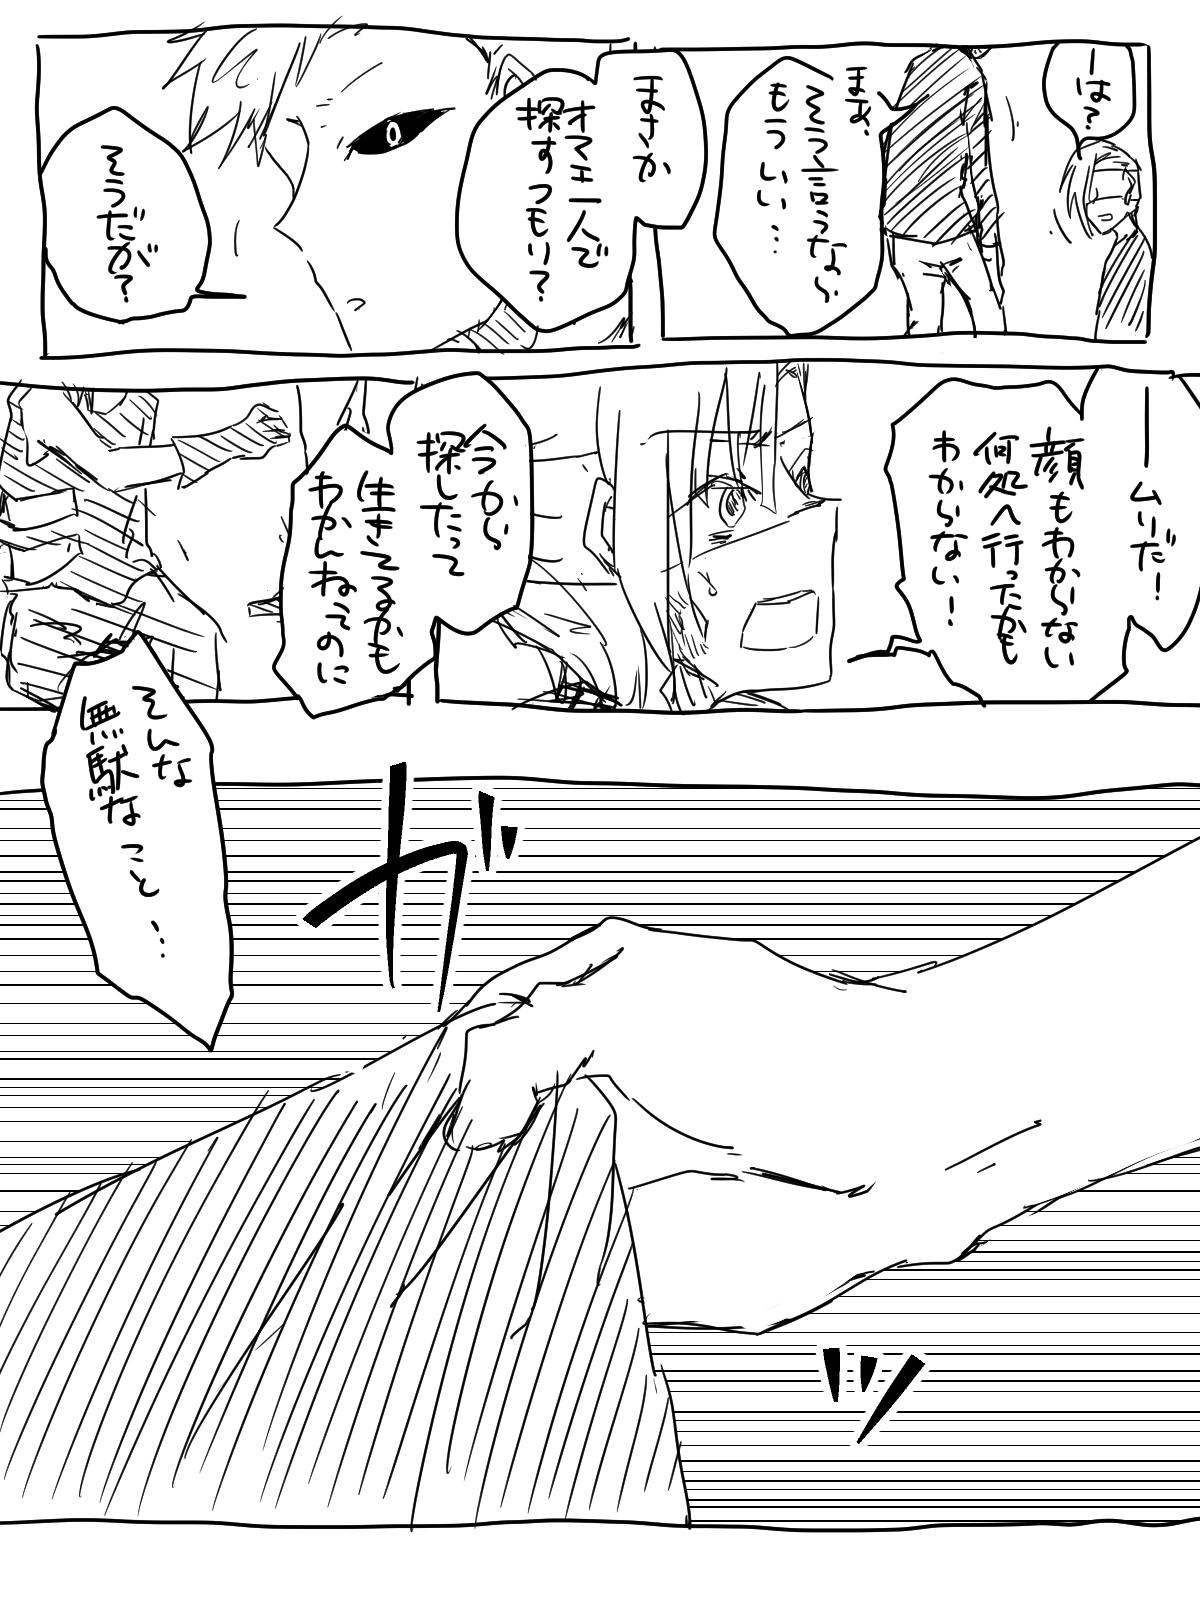 ーは?
まぁ、
そう言うなら
もういい…
まさか
オマエ一人で
探すつもり?
そうだが?
ーームリだ!
顔もわからない
何処へ行ったかも
わからない!
今から
探したって
生きてるかも
わかんねぇのに
そんな
無駄な
こと…
ガ
ッ